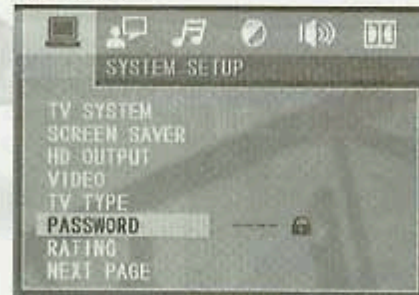 SYSTEM SETUP
TV SYSTEM
SCREEN SAVER
HD OUTPUT
VIDEO
TV TYPE
PASSWORD ----
RATING
NEXT PAGE